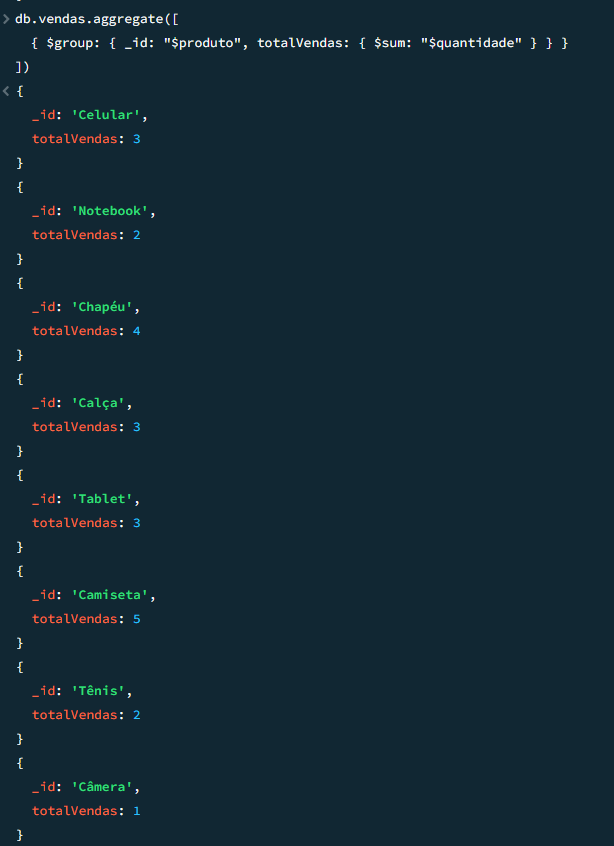 db.vendas.aggregate([
{ $group: { _id: "$produto", totalVendas: { $sum: "$quantidade" } } }
])
{
_id: 'Celular',
totalVendas: 3
}
{
_id: 'Notebook',
totalVendas: 2
}
{
_id: 'Chapéu',
totalVendas: 4
}
{
_id: 'Calça',
totalVendas: 3
}
{
_id: 'Tablet',
totalVendas: 3
}
{
_id: 'Camiseta',
totalVendas: 5
}
{
_id: 'Tênis',
totalVendas: 2
}
{
_id: 'Câmera',
totalVendas: 1
}